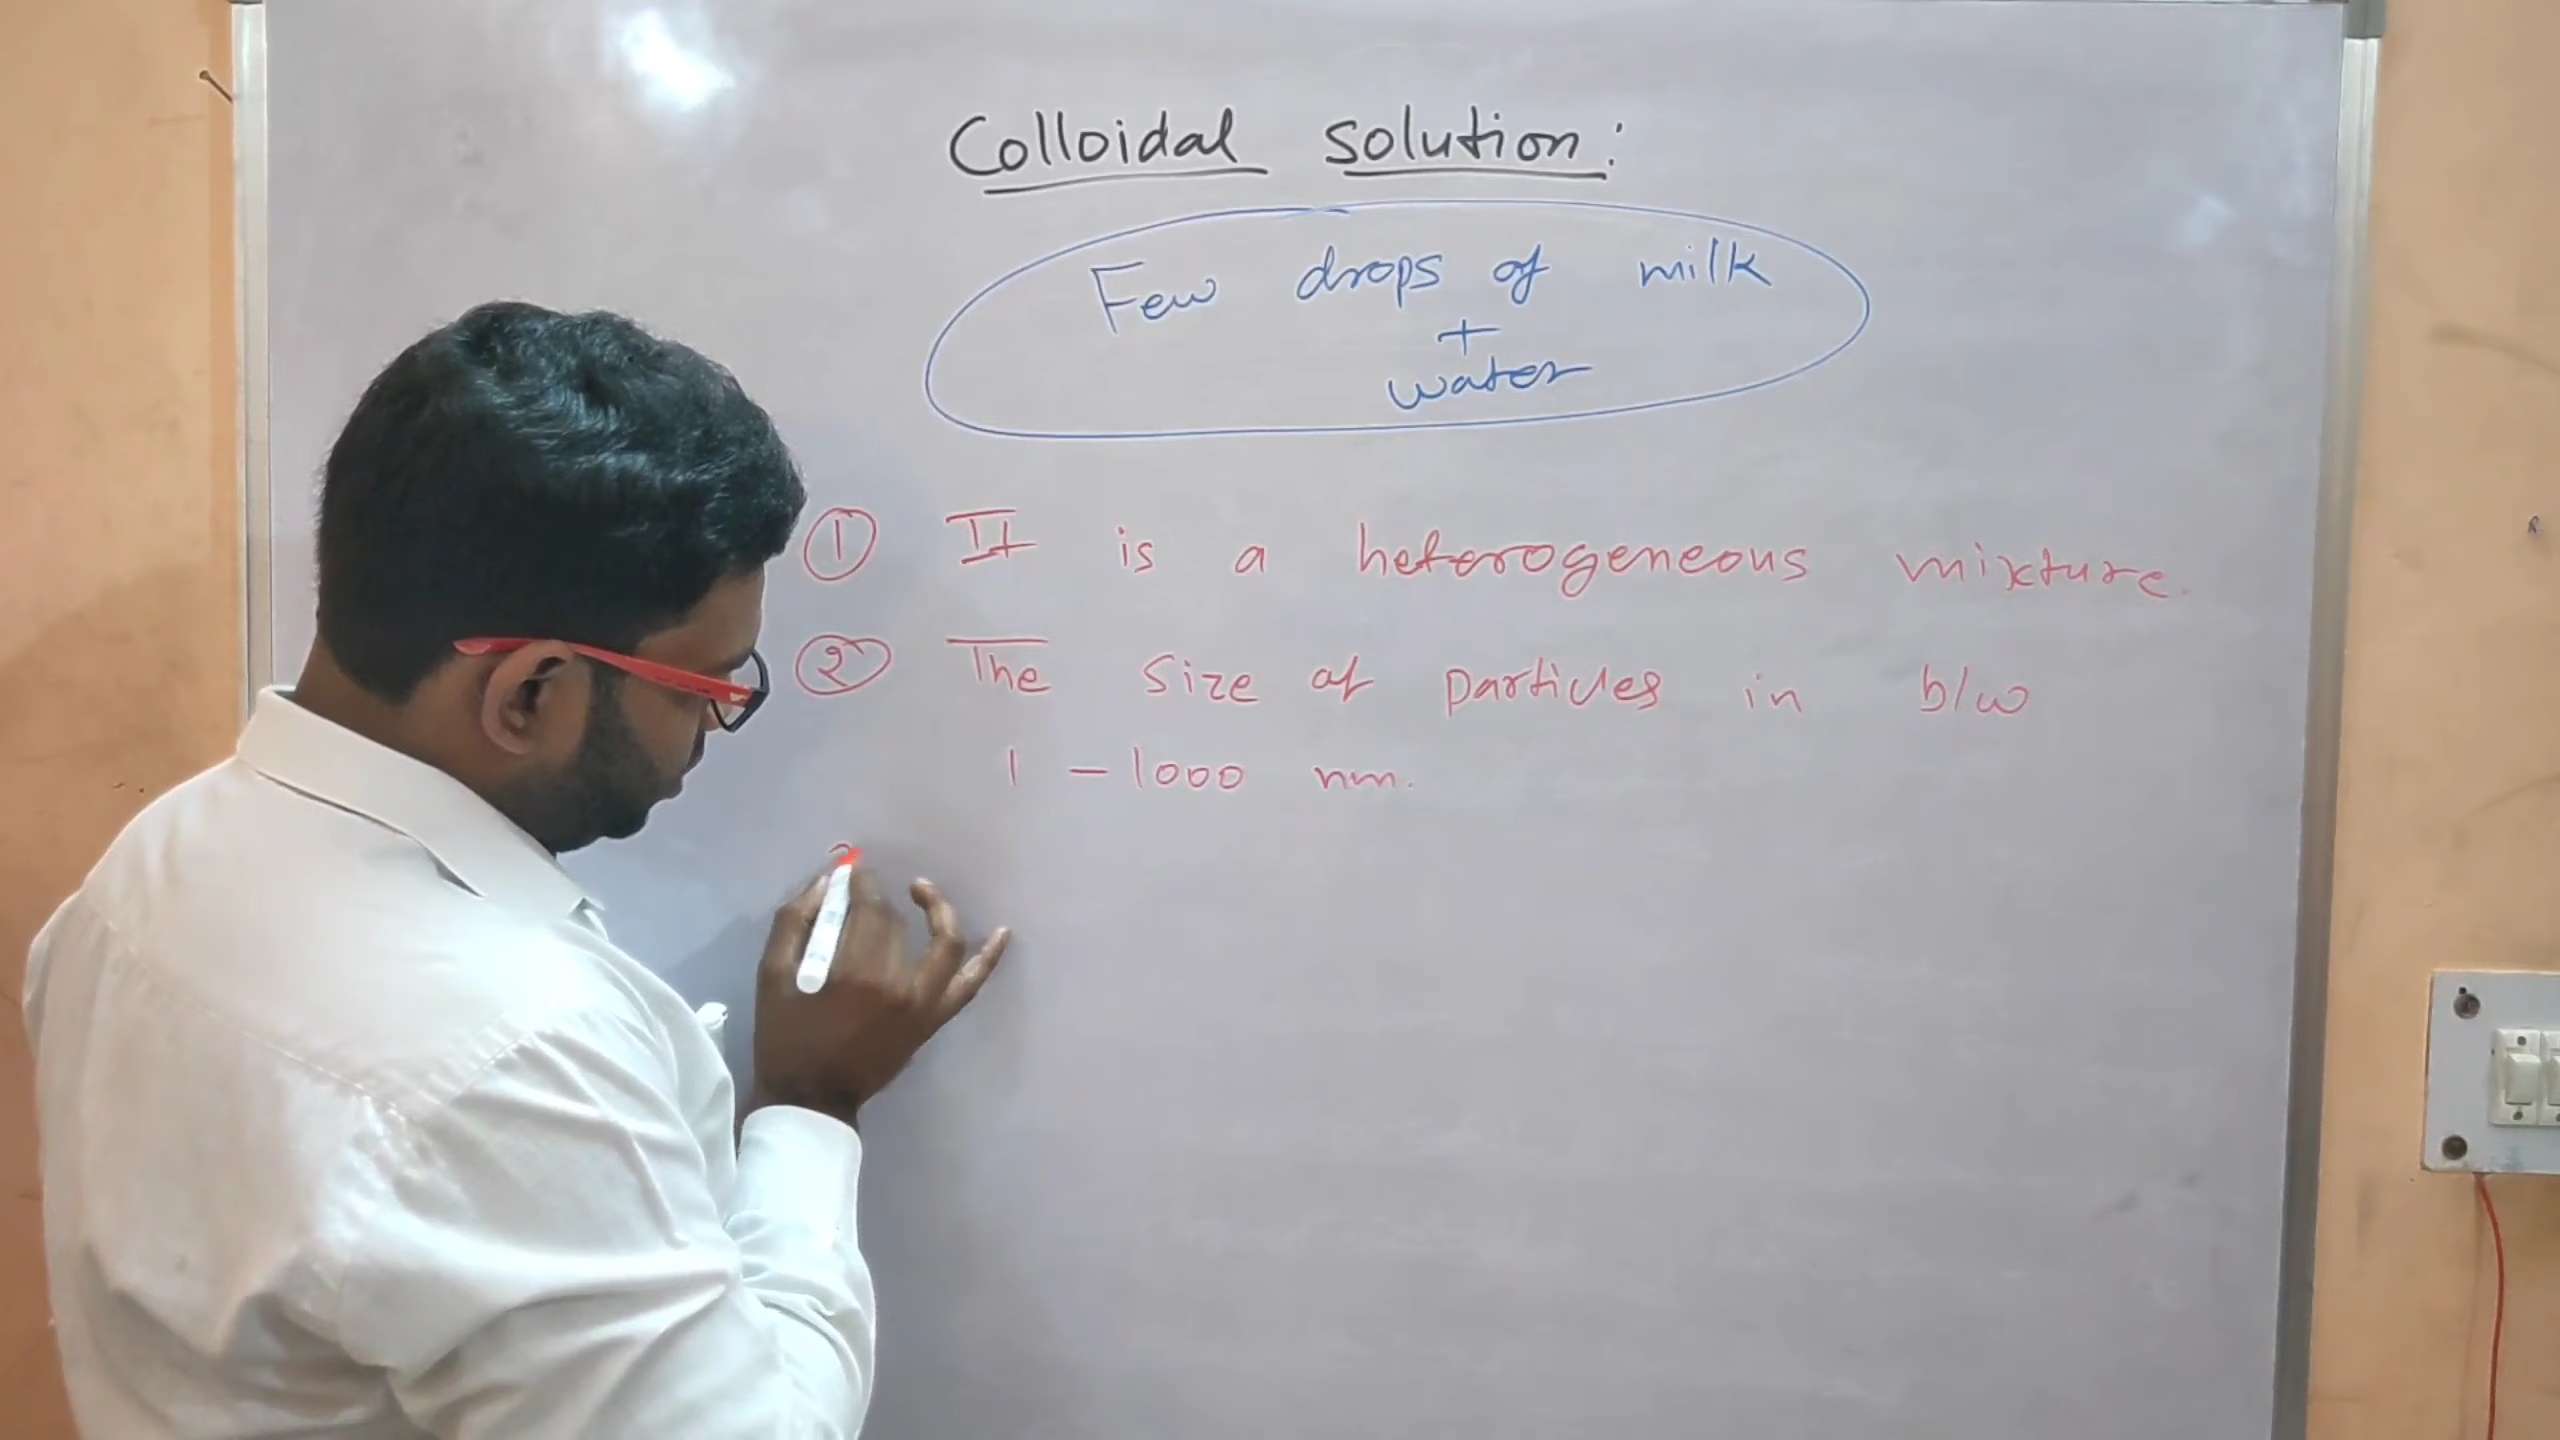 Colloidal solution:
Few drops of milk
+
water
① It is a heterogeneous mixture.
② The size of particles in b/w
1 - 1000 nm.